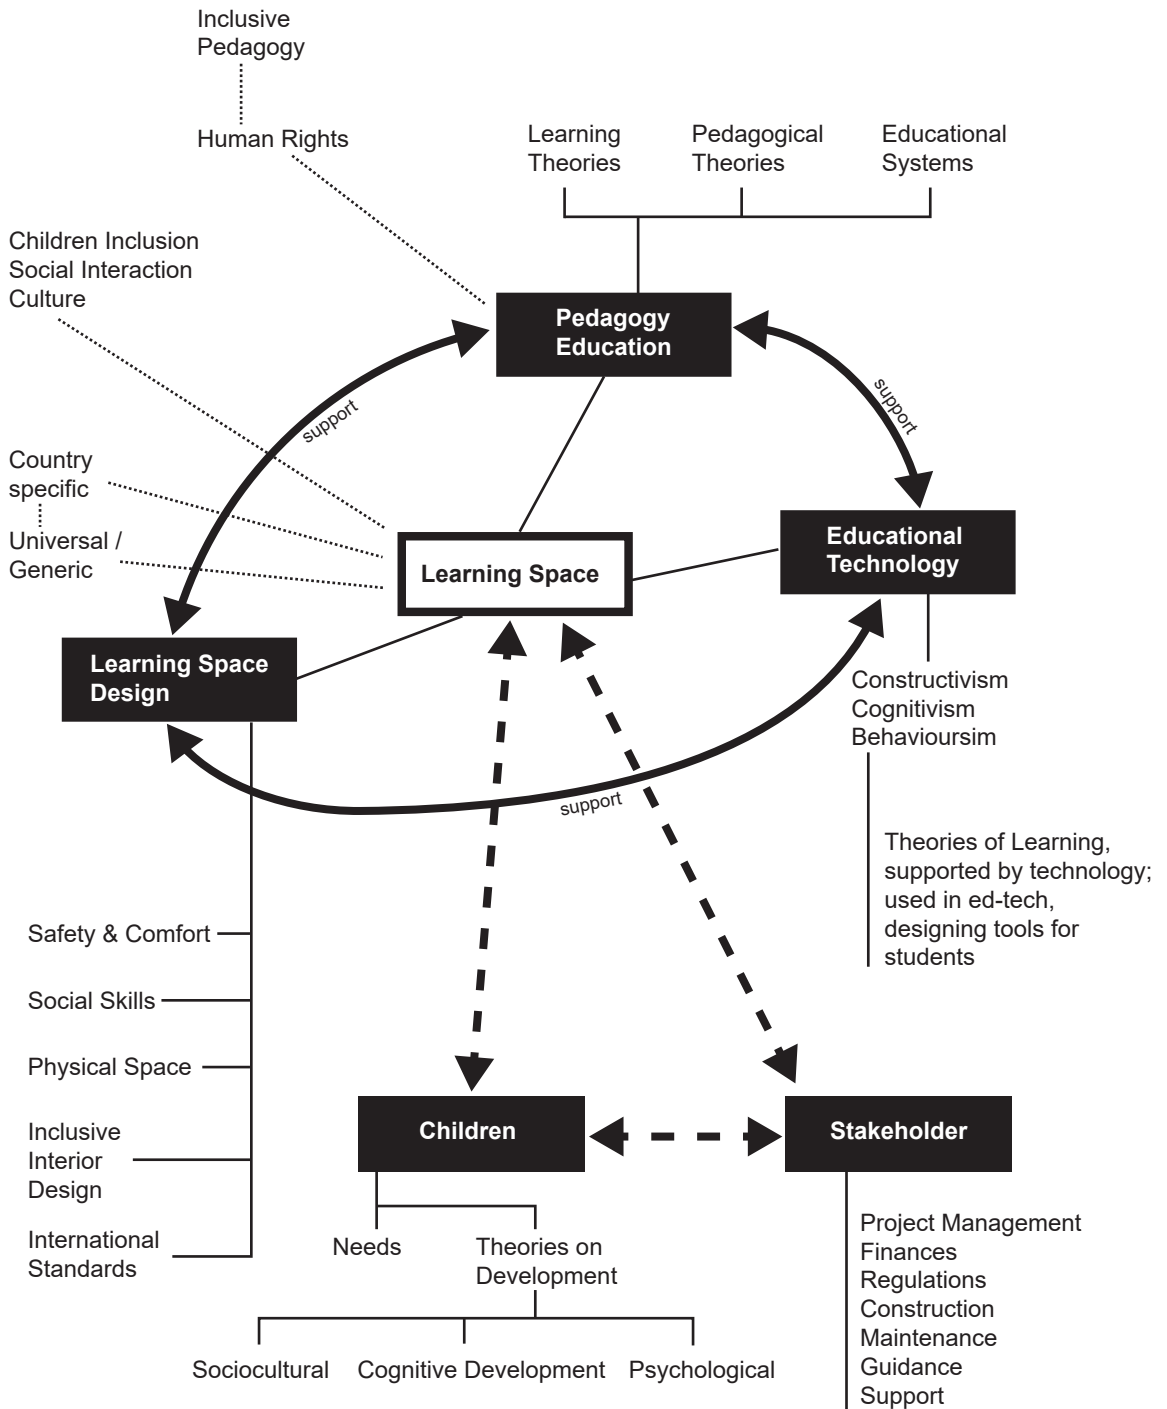 Inclusive
Pedagogy
Human Rights
Learning
Theories
Pedagogical
Theories
Educational
Systems
Children Inclusion
Social Interaction
Culture
Pedagogy
Education
support
support
Country
specific
Universal /
Generic
Learning Space
Educational
Technology
Learning Space
Design
Constructivism
Cognitivism
Behavioursim
support
Theories of Learning,
supported by technology;
used in ed-tech,
designing tools for
students
Safety & Comfort
Social Skills
Physical Space
Inclusive
Interior
Design
International
Standards
Children
Stakeholder
Needs
Theories on
Development
Sociocultural
Cognitive Development
Psychological
Project Management
Finances
Regulations
Construction
Maintenance
Guidance
Support